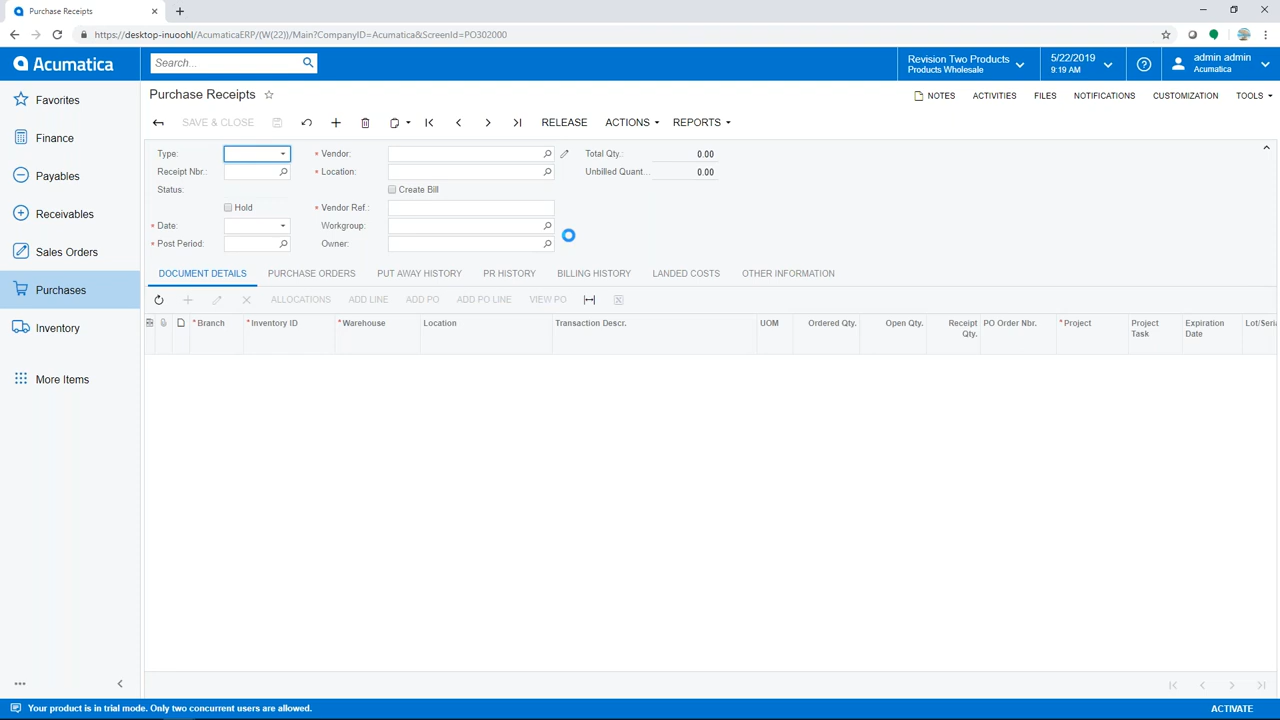 Purchase Receipts
https://desktop-inuoohl/AcumaticaERP/(W(22))/Main?CompanyID=Acumatica&ScreenId=PO302000
Acumatica
Search...
Revision Two Products
Products Wholesale
5/22/2019
9:19 AM
admin admin
Acumatica
Favorites
Finance
Payables
Receivables
Sales Orders
Purchases
Inventory
More Items
Purchase Receipts
NOTES ACTIVITIES FILES NOTIFICATIONS CUSTOMIZATION TOOLS
SAVE & CLOSE RELEASE ACTIONS REPORTS
Type: * Vendor: Total Qty.: 0.00
Receipt Nbr.: * Location: Unbilled Quant... 0.00
Status: Create Bill
Hold * Vendor Ref.:
* Date: Workgroup:
* Post Period: Owner:
DOCUMENT DETAILS PURCHASE ORDERS PUT AWAY HISTORY PR HISTORY BILLING HISTORY LANDED COSTS OTHER INFORMATION
ALLOCATIONS ADD LINE ADD PO ADD PO LINE VIEW PO
* Branch * Inventory ID * Warehouse Location Transaction Descr. UOM Ordered Qty. Open Qty. Receipt Qty. PO Order Nbr. * Project Project Task Expiration Date Lot/Seria
Your product is in trial mode. Only two concurrent users are allowed. ACTIVATE